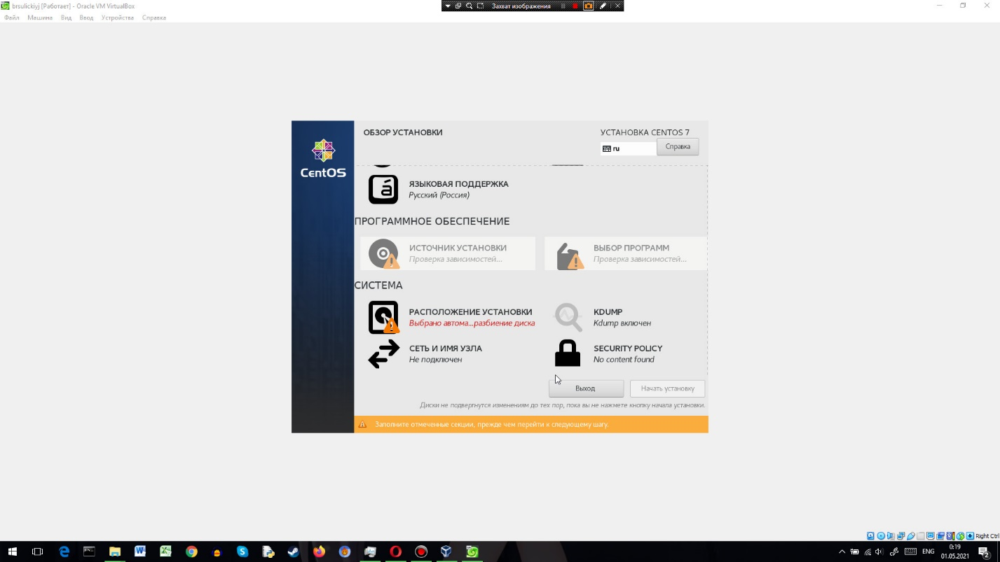 brsulickiyj [Работает] - Oracle VM VirtualBox
Захват изображения
Файл Машина Вид Ввод Устройства Справка
ОБЗОР УСТАНОВКИ
УСТАНОВКА CENTOS 7
ru
Справка
CentOS
ЯЗЫКОВАЯ ПОДДЕРЖКА
Русский (Россия)
ПРОГРАММНОЕ ОБЕСПЕЧЕНИЕ
ИСТОЧНИК УСТАНОВКИ
Проверка зависимостей...
ВЫБОР ПРОГРАММ
Проверка зависимостей...
СИСТЕМА
РАСПОЛОЖЕНИЕ УСТАНОВКИ
Выбрано автома...разбиение диска
KDUMP
Kdump включен
СЕТЬ И ИМЯ УЗЛА
Не подключен
SECURITY POLICY
No content found
Выход
Начать установку
Диски не подвергнутся изменениям до тех пор, пока вы не нажмете кнопку начала установки.
Заполните отмеченные секции, прежде чем перейти к следующему шагу.
Right Ctrl
ENG
0:19
01.05.2021
2